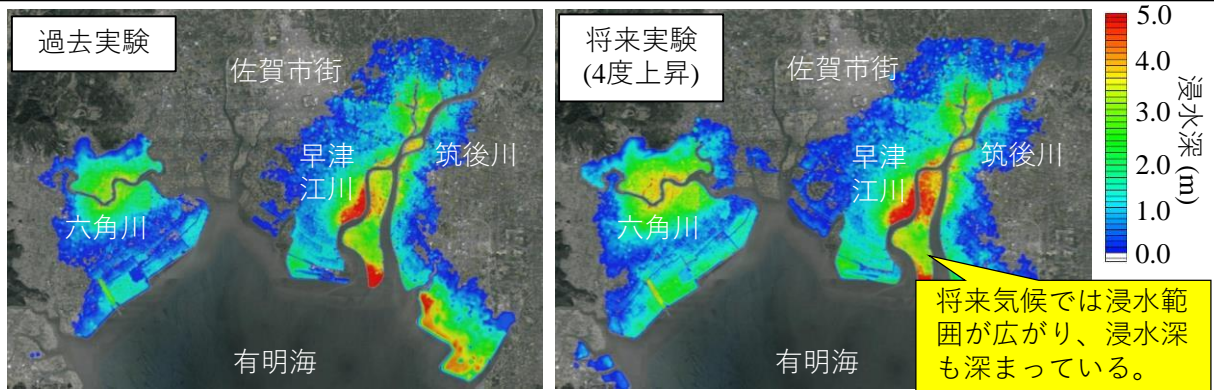 過去実験
佐賀市街
早津
江川
筑後川
六角川
有明海
将来実験
(4度上昇)
佐賀市街
早津
江川
筑後川
六角川
有明海
将来気候では浸水範
囲が広がり、浸水深
も深まっている。
5.0
4.0
3.0
2.0
1.0
0.0
浸水深 (m)